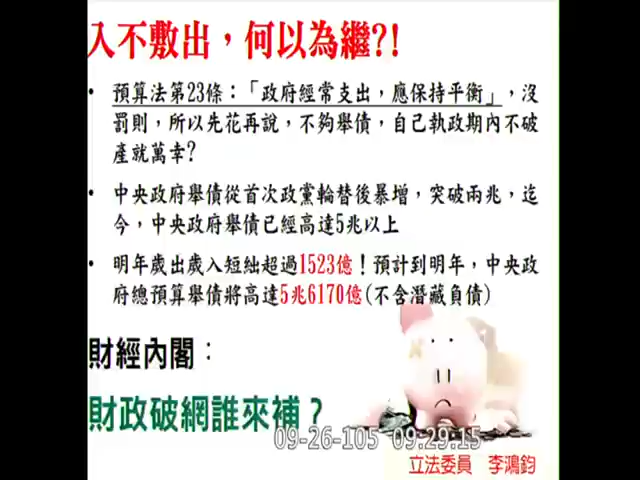 入不敷出，何以為繼?!
• 預算法第23條：「政府經常支出，應保持平衡」，沒
罰則，所以先花再說，不夠舉債，自己執政期內不破
產就萬幸?
• 中央政府舉債從首次政黨輪替後暴增，突破兩兆，迄
今，中央政府舉債已經高達5兆以上
• 明年歲出歲入短絀超過1523億！預計到明年，中央政
府總預算舉債將高達5兆6170億(不含潛藏負債)
財經內閣：
財政破網誰來補？
09-26-105 09:29:15
立法委員 李鴻鈞